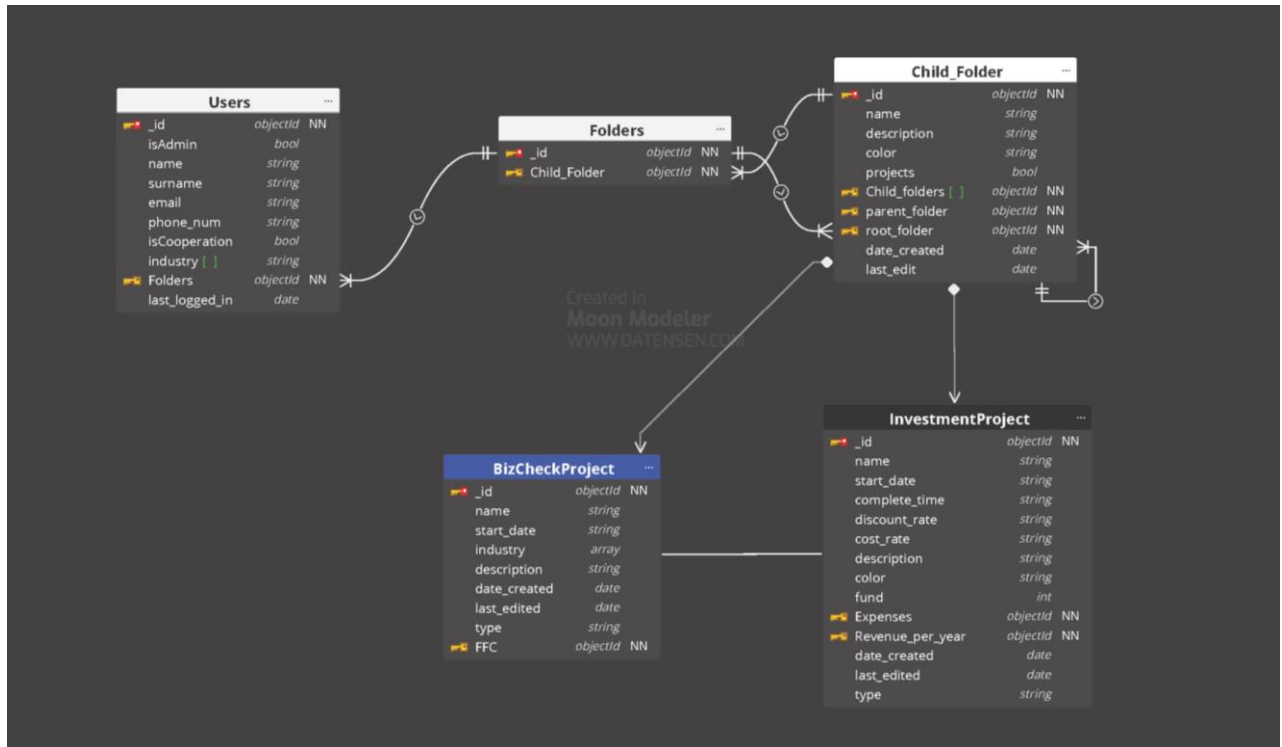 Users ...
_id objectId NN
isAdmin bool
name string
surname string
email string
phone_num string
isCooperation bool
industry [ ] string
Folders objectId NN
last_logged_in date
Folders ...
_id objectId NN
Child_Folder objectId NN
Child_Folder ...
_id objectId NN
name string
description string
color string
projects bool
Child_folders [ ] objectId NN
parent_folder objectId NN
root_folder objectId NN
date_created date
last_edit date
Created in
Moon Modeler
WWW.DATENSEN.COM
BizCheckProject ...
_id objectId NN
name string
start_date string
industry array
description string
date_created date
last_edited date
type string
FFC objectId NN
InvestmentProject ...
_id objectId NN
name string
start_date string
complete_time string
discount_rate string
cost_rate string
description string
color string
fund int
Expenses objectId NN
Revenue_per_year objectId NN
date_created date
last_edited date
type string